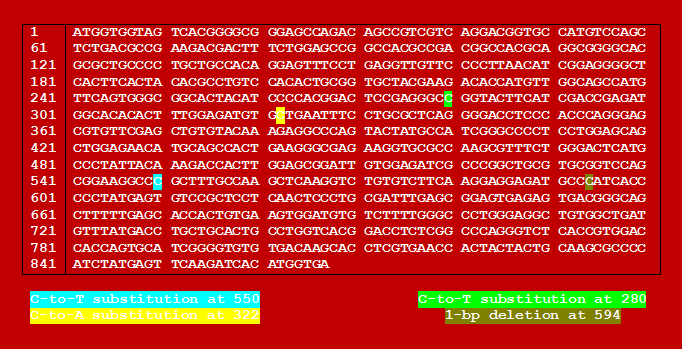 1 ATGGTGGTAG TCACGGGGCG GGAGCCAGAC AGCCGTCGTC AGGACGGTGC CATGTCCAGC
61 TCTGACGCCG AAGACGACTT TCTGGAGCCG GCCACGCCGA CGGCCACGCA GGCGGGGCAC
121 GCGCTGCCCC TGCTGCCACA GGAGTTTCCT GAGGTTGTTC CCCTTAACAT CGGAGGGGCT
181 CACTTCACTA CACGCCTGTC CACACTGCGG TGCTACGAAG ACACCATGTT GGCAGCCATG
241 TTCAGTGGGC GGCACTACAT CCCCACGGAC TCCGAGGGCC GGTACTTCAT CGACCGAGAT
301 GGCACACACT TTGGAGATGT GCTGAATTTC CTGCGCTCAG GGGACCTCCC ACCCAGGGAG
361 CGTGTTCGAG CTGTGTACAA AGAGGCCCAG TACTATGCCA TCGGGCCCCT CCTGGAGCAG
421 CTGGAGAACA TGCAGCCACT GAAGGGCGAG AAGGTGCGCC AAGCGTTTCT GGGACTCATG
481 CCCTATTACA AAGACCACTT GGAGCGGATT GTGGAGATCG CCCGGCTGCG TGCGGTCCAG
541 CGGAAGGCCC GCTTTGCCAA GCTCAAGGTC TGTGTCTTCA AGGAGGAGAT GCCCATCACC
601 CCCTATGAGT GTCCGCTCCT CAACTCCCTG CGATTTGAGC GGAGTGAGAG TGACGGGCAG
661 CTTTTTGAGC ACCACTGTGA AGTGGATGTG TCTTTTGGGC CCTGGGAGGC TGTGGCTGAT
721 GTTTATGACC TGCTGCACTG CCTGGTCACG GACCTCTCGG CCCAGGGTCT CACCGTGGAC
781 CACCAGTGCA TCGGGGTGTG TGACAAGCAC CTCGTGAACC ACTACTACTG CAAGCGCCCC
841 ATCTATGAGT TCAAGATCAC ATGGTGA
C-to-T substitution at 550 C-to-T substitution at 280
C-to-A substitution at 322 1-bp deletion at 594